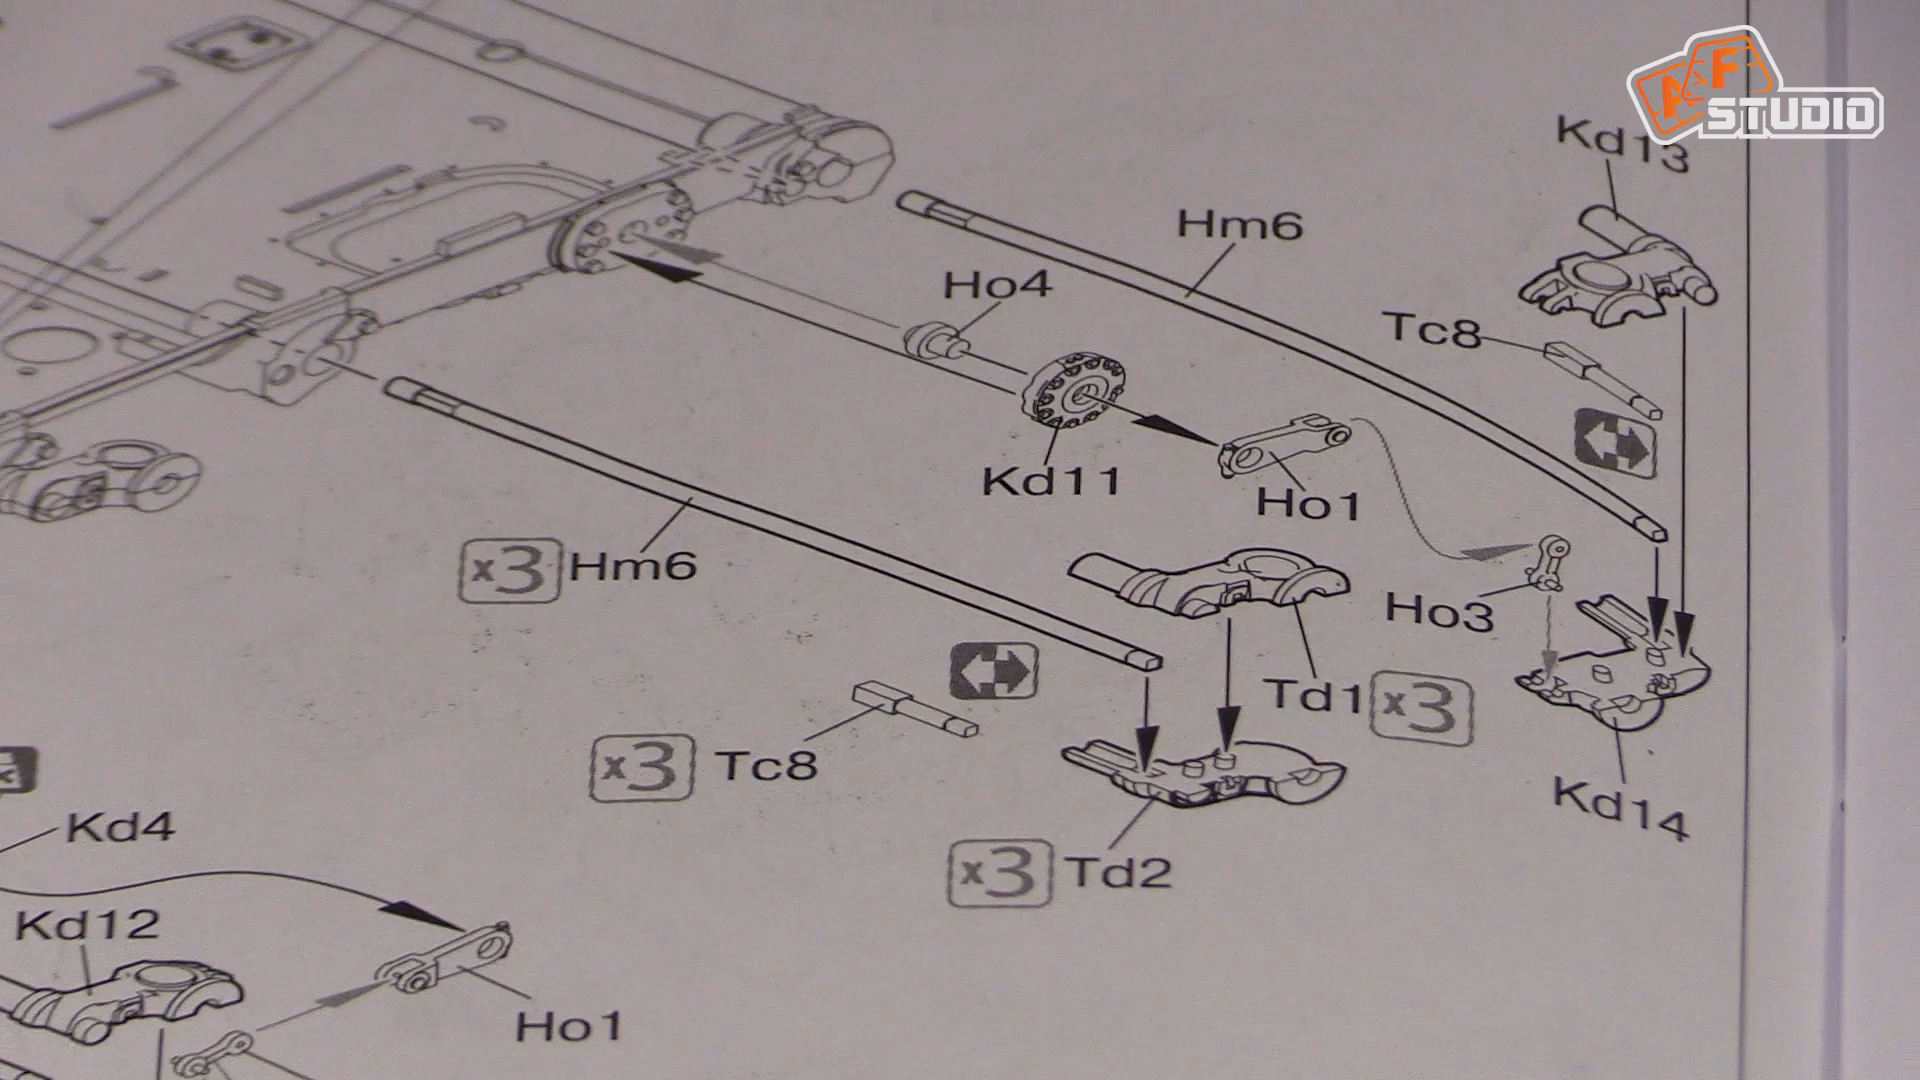 AFF STUDIO
Kd13
Hm6
Ho4
Tc8
Kd11
Ho1
x3 Hm6
Ho3
Td1 x3
x3 Tc8
Kd14
Kd4
x3 Td2
Kd12
Ho1